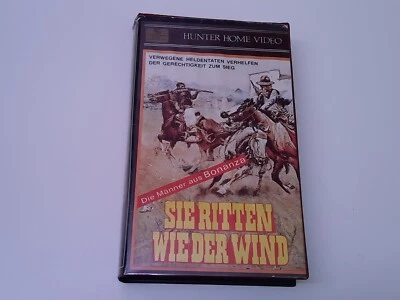 HUNTER HOME VIDEO
VERWEGENE HELDENTATEN VERHELFEN
DER GERECHTIGKEIT ZUM SIEG
Die Männer aus Bonanza
SIE RITTEN
WIE DER WIND